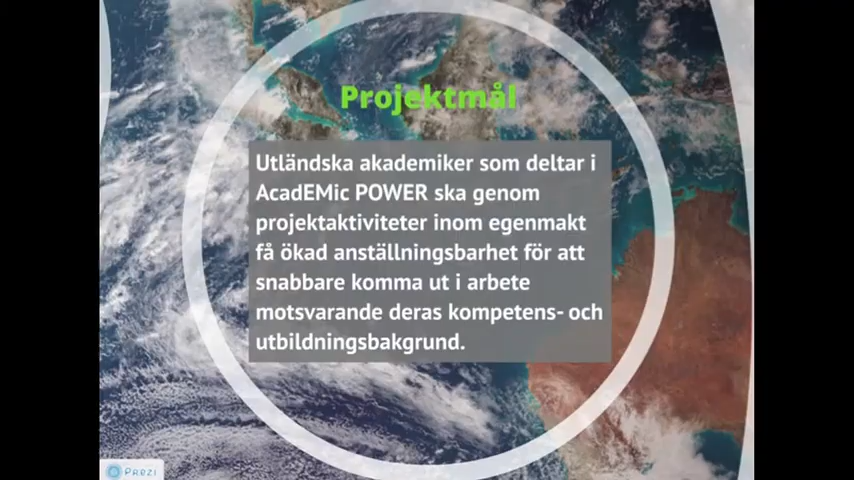 Projektmål
Utländska akademiker som deltar i
AcadEMic POWER ska genom
projektaktiviteter inom egenmakt
få ökad anställningsbarhet för att
snabbare komma ut i arbete
motsvarande deras kompetens- och
utbildningsbakgrund.
Prezi